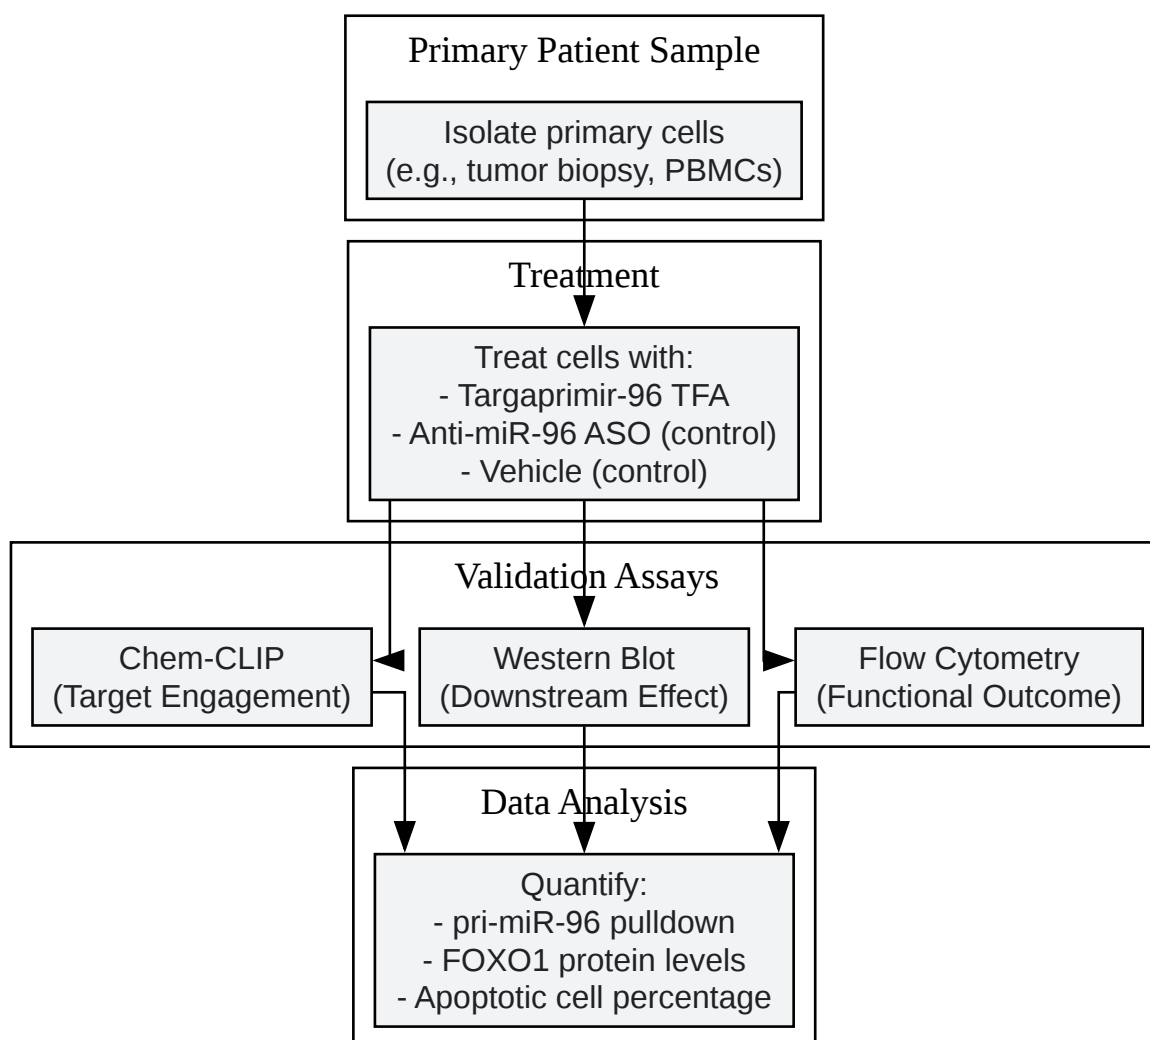 Primary Patient Sample
Isolate primary cells
(e.g., tumor biopsy, PBMCs)
Treatment
Treat cells with:
- Targaprimir-96 TFA
- Anti-miR-96 ASO (control)
- Vehicle (control)
Validation Assays
Chem-CLIP
(Target Engagement)
Western Blot
(Downstream Effect)
Flow Cytometry
(Functional Outcome)
Data Analysis
Quantify:
- pri-miR-96 pulldown
- FOXO1 protein levels
- Apoptotic cell percentage